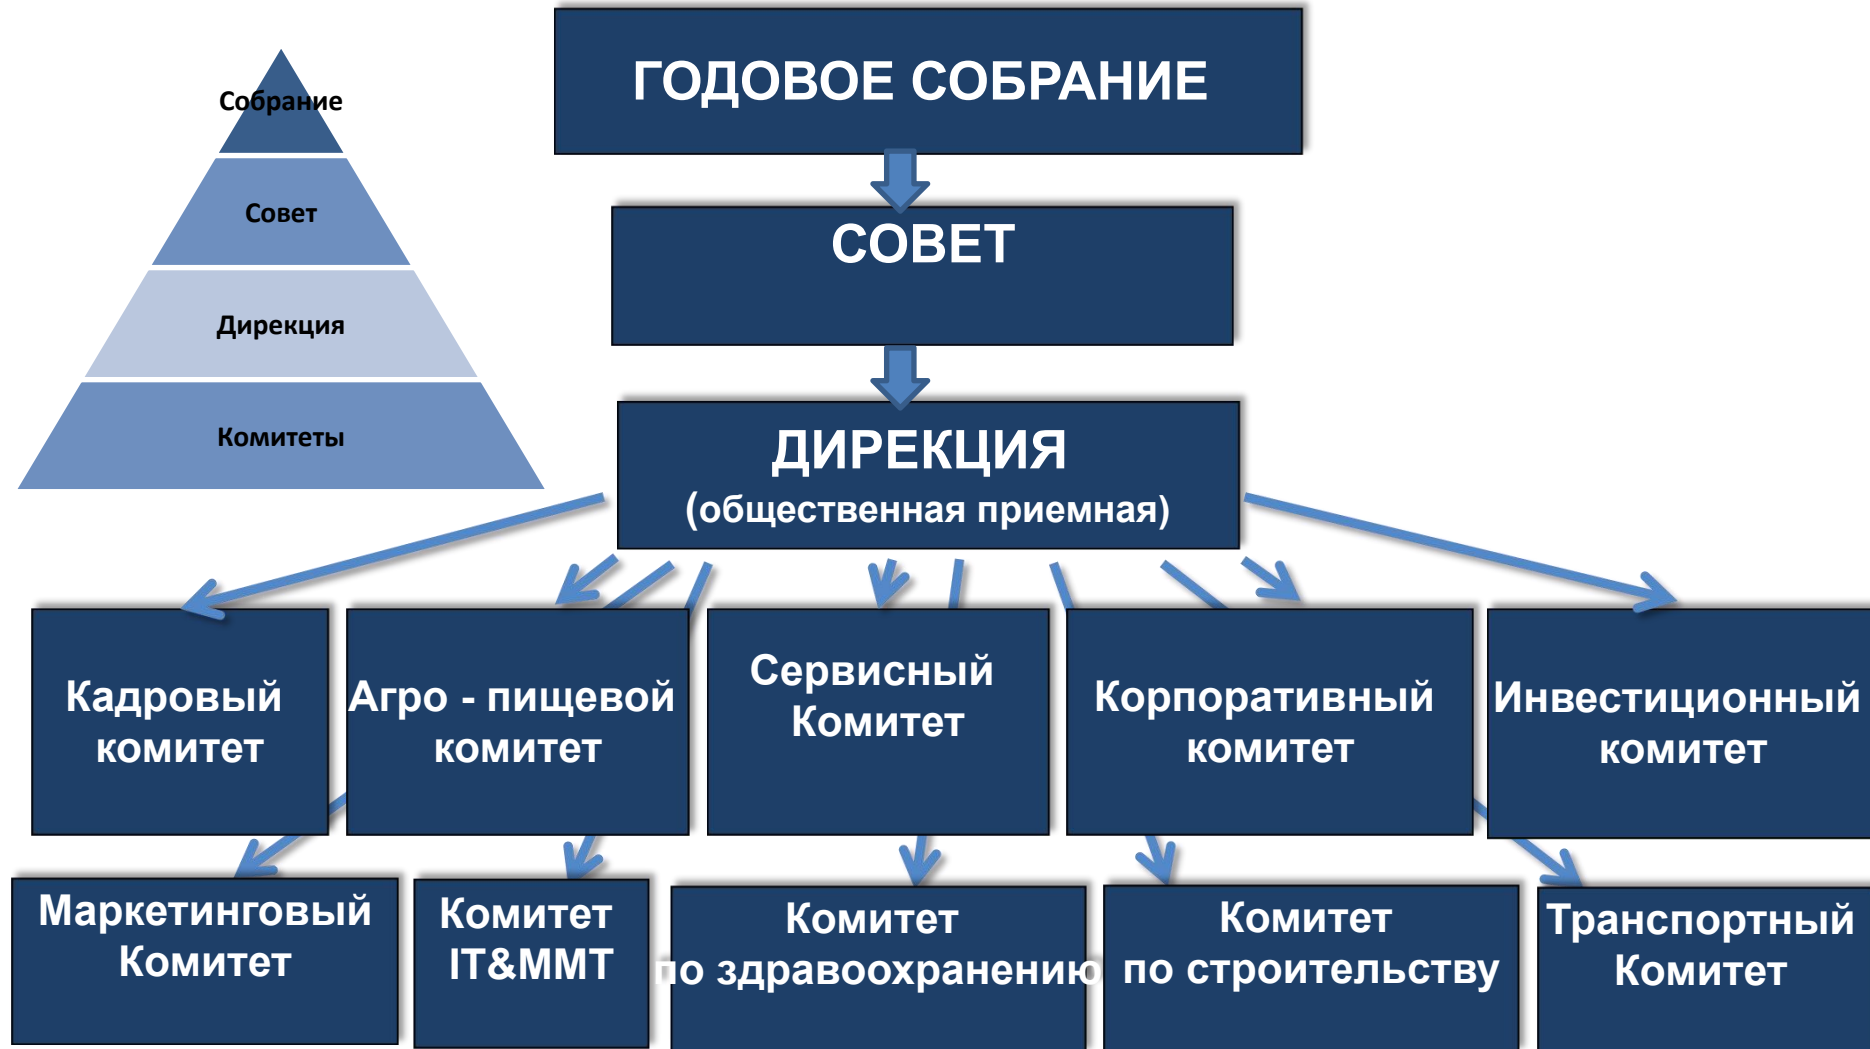 Собрание
Совет
Дирекция
Комитеты
ГОДОВОЕ СОБРАНИЕ
СОВЕТ
ДИРЕКЦИЯ
(общественная приемная)
Кадровый
комитет
Агро - пищевой
комитет
Сервисный
Комитет
Корпоративный
комитет
Инвестиционный
комитет
Маркетинговый
Комитет
Комитет
IT&MMT
Комитет
по здравоохранению
Комитет
по строительству
Транспортный
Комитет